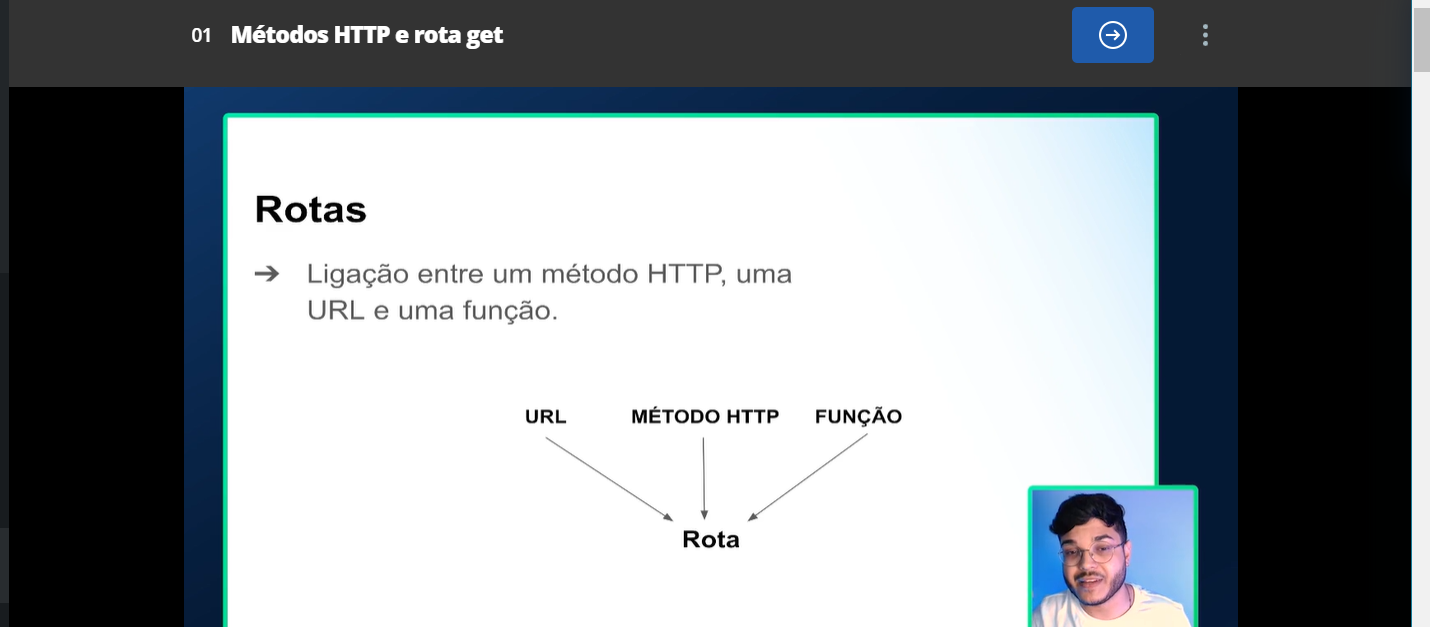 01 Métodos HTTP e rota get
Rotas
➔ Ligação entre um método HTTP, uma
URL e uma função.
URL MÉTODO HTTP FUNÇÃO
Rota